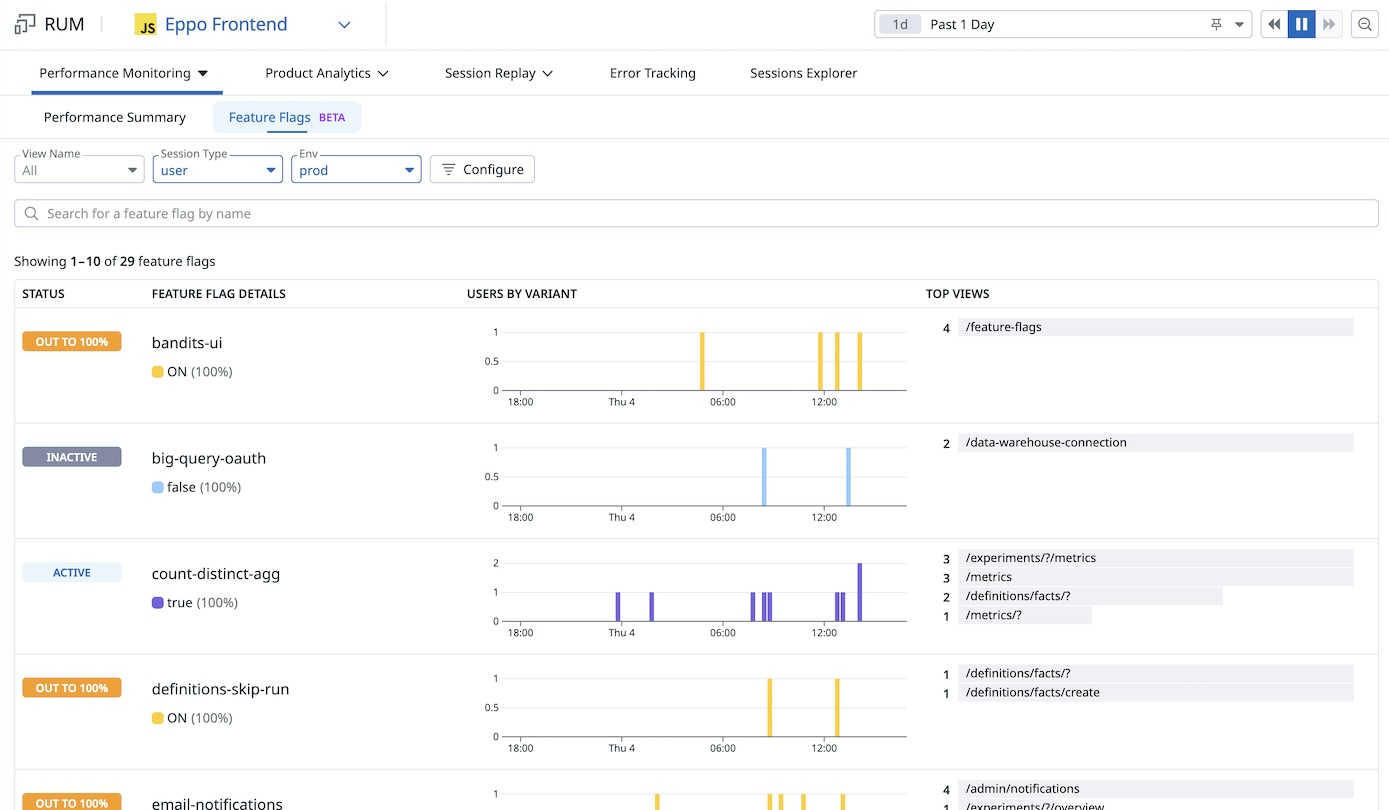 RUM
JS Eppo Frontend
1d Past 1 Day
Performance Monitoring Product Analytics Session Replay Error Tracking Sessions Explorer
Performance Summary Feature Flags BETA
View Name Session Type Env
All user prod Configure
Search for a feature flag by name
Showing 1–10 of 29 feature flags
STATUS FEATURE FLAG DETAILS USERS BY VARIANT TOP VIEWS
OUT TO 100%
bandits-ui
ON (100%)
1
0.5
0
18:00 Thu 4 06:00 12:00
4 /feature-flags
INACTIVE
big-query-oauth
false (100%)
1
0.5
0
18:00 Thu 4 06:00 12:00
2 /data-warehouse-connection
ACTIVE
count-distinct-agg
true (100%)
2
1
0
18:00 Thu 4 06:00 12:00
3 /experiments/?/metrics
3 /metrics
2 /definitions/facts/?
1 /metrics/?
OUT TO 100%
definitions-skip-run
ON (100%)
1
0.5
0
18:00 Thu 4 06:00 12:00
1 /definitions/facts/?
1 /definitions/facts/create
OUT TO 100%
email-notifications
1
4 /admin/notifications
1 /experiments/?/overview